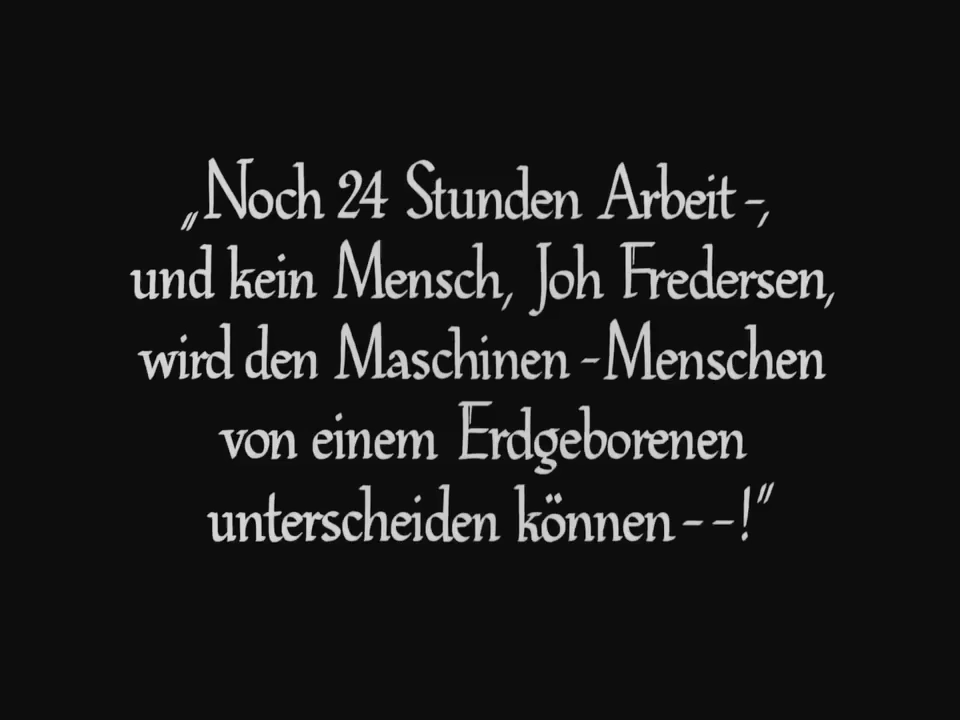 „Noch 24 Stunden Arbeit -,
und kein Mensch, Joh Fredersen,
wird den Maschinen - Menschen
von einem Erdgeborenen
unterscheiden können - - !"